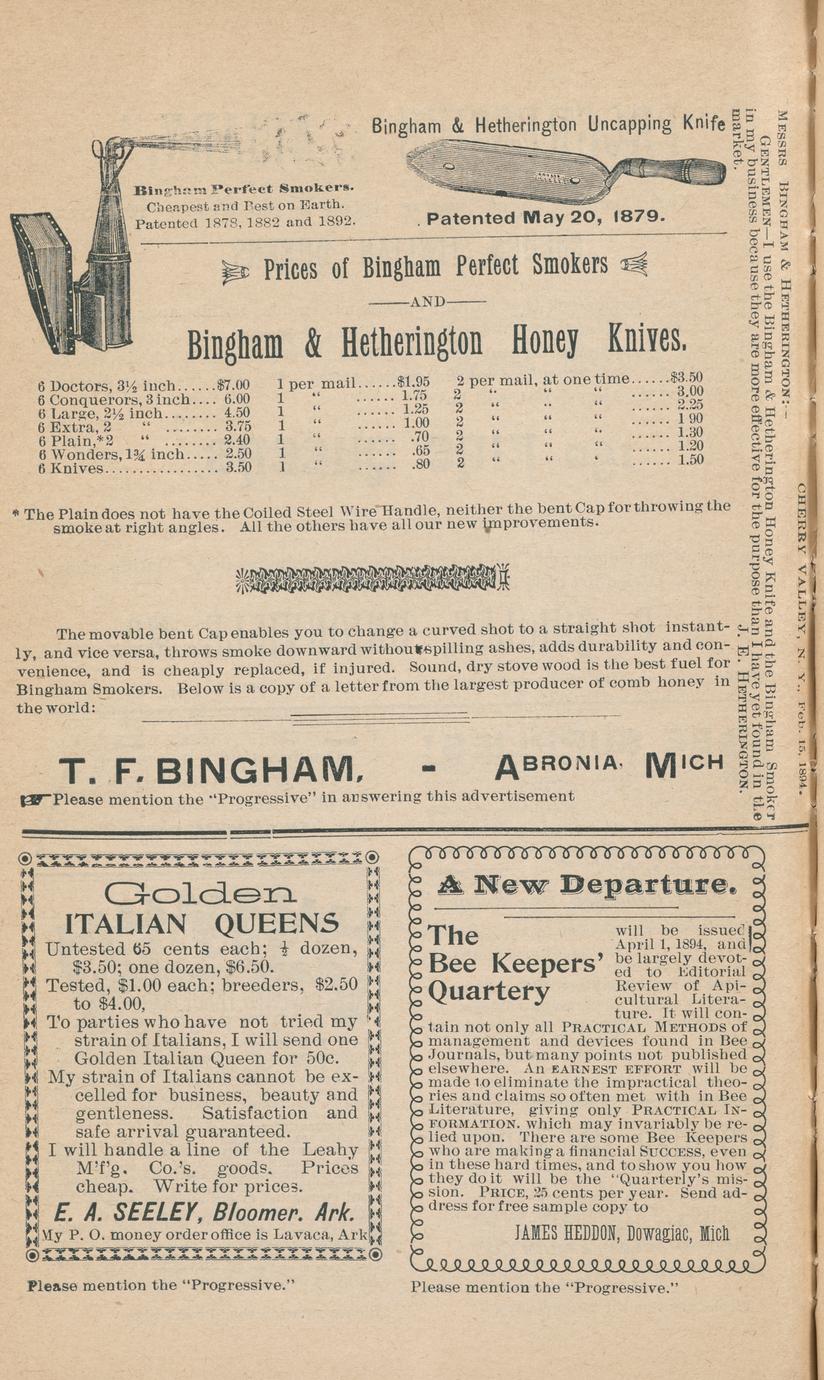 Bingham & Hetherington Uncapping Knife
Patented May 20, 1879.
Bingham Perfect Smokers.
Cheapest and Best on Earth.
Patented 1878, 1882 and 1892.
Prices of Bingham Perfect Smokers
—AND—
Bingham & Hetherington Honey Knives.
6 Doctors, 3½ inch......$7.00 1 per mail......$1.95 2 per mail, at one time......$3.50
6 Conquerors, 3 inch.... 6.00 1 “ ...... 1.75 2 “ “ “ ...... 3.00
6 Large, 2½ inch........ 4.50 1 “ ...... 1.25 2 “ “ “ ...... 2.25
6 Extra, 2 “ ........ 3.75 1 “ ...... 1.00 2 “ “ “ ...... 1 90
6 Plain,*2 “ ........ 2.40 1 “ ...... .70 2 “ “ “ ...... 1.30
6 Wonders, 1¾ inch..... 2.50 1 “ ...... .65 2 “ “ “ ...... 1.20
6 Knives................. 3.50 1 “ ...... .80 2 “ “ ‘ ...... 1.50
* The Plain does not have the Coiled Steel Wire Handle, neither the bent Cap for throwing the
smoke at right angles. All the others have all our new improvements.
The movable bent Cap enables you to change a curved shot to a straight shot instant-
ly, and vice versa, throws smoke downward without spilling ashes, adds durability and con-
venience, and is cheaply replaced, if injured. Sound, dry stove wood is the best fuel for
Bingham Smokers. Below is a copy of a letter from the largest producer of comb honey in
the world:
CHERRY VALLEY, N. Y., Feb. 15, 1894.
MESSRS BINGHAM & HETHERINGTON:—
GENTLEMEN—I use the Bingham & Hetherington Honey Knife and the Bingham Smoker
in my business because they are more effective for the purpose than I have yet found in the
market.
J. E. HETHERINGTON.
T. F. BINGHAM, - ABRONIA, MICH
☞Please mention the “Progressive” in answering this advertisement
Golden
ITALIAN QUEENS
Untested 65 cents each; ½ dozen,
$3.50; one dozen, $6.50.
Tested, $1.00 each; breeders, $2.50
to $4.00,
To parties who have not tried my
strain of Italians, I will send one
Golden Italian Queen for 50c.
My strain of Italians cannot be ex-
celled for business, beauty and
gentleness. Satisfaction and
safe arrival guaranteed.
I will handle a line of the Leahy
M'f'g. Co.'s. goods. Prices
cheap. Write for prices.
E. A. SEELEY, Bloomer. Ark.
My P. O. money order office is Lavaca, Ark
Please mention the “Progressive.”
A New Departure.
The
Bee Keepers’
Quartery
will be issued
April 1, 1894, and
be largely devot-
ed to Editorial
Review of Api-
cultural Litera-
ture. It will con-
tain not only all PRACTICAL METHODS of
management and devices found in Bee
Journals, but many points not published
elsewhere. An EARNEST EFFORT will be
made to eliminate the impractical theo-
ries and claims so often met with in Bee
Literature, giving only PRACTICAL IN-
FORMATION. which may invariably be re-
lied upon. There are some Bee Keepers
who are making a financial SUCCESS, even
in these hard times, and to show you how
they do it will be the “Quarterly's mis-
sion. PRICE, 25 cents per year. Send ad-
dress for free sample copy to
JAMES HEDDON, Dowagiac, Mich
Please mention the “Progressive.”